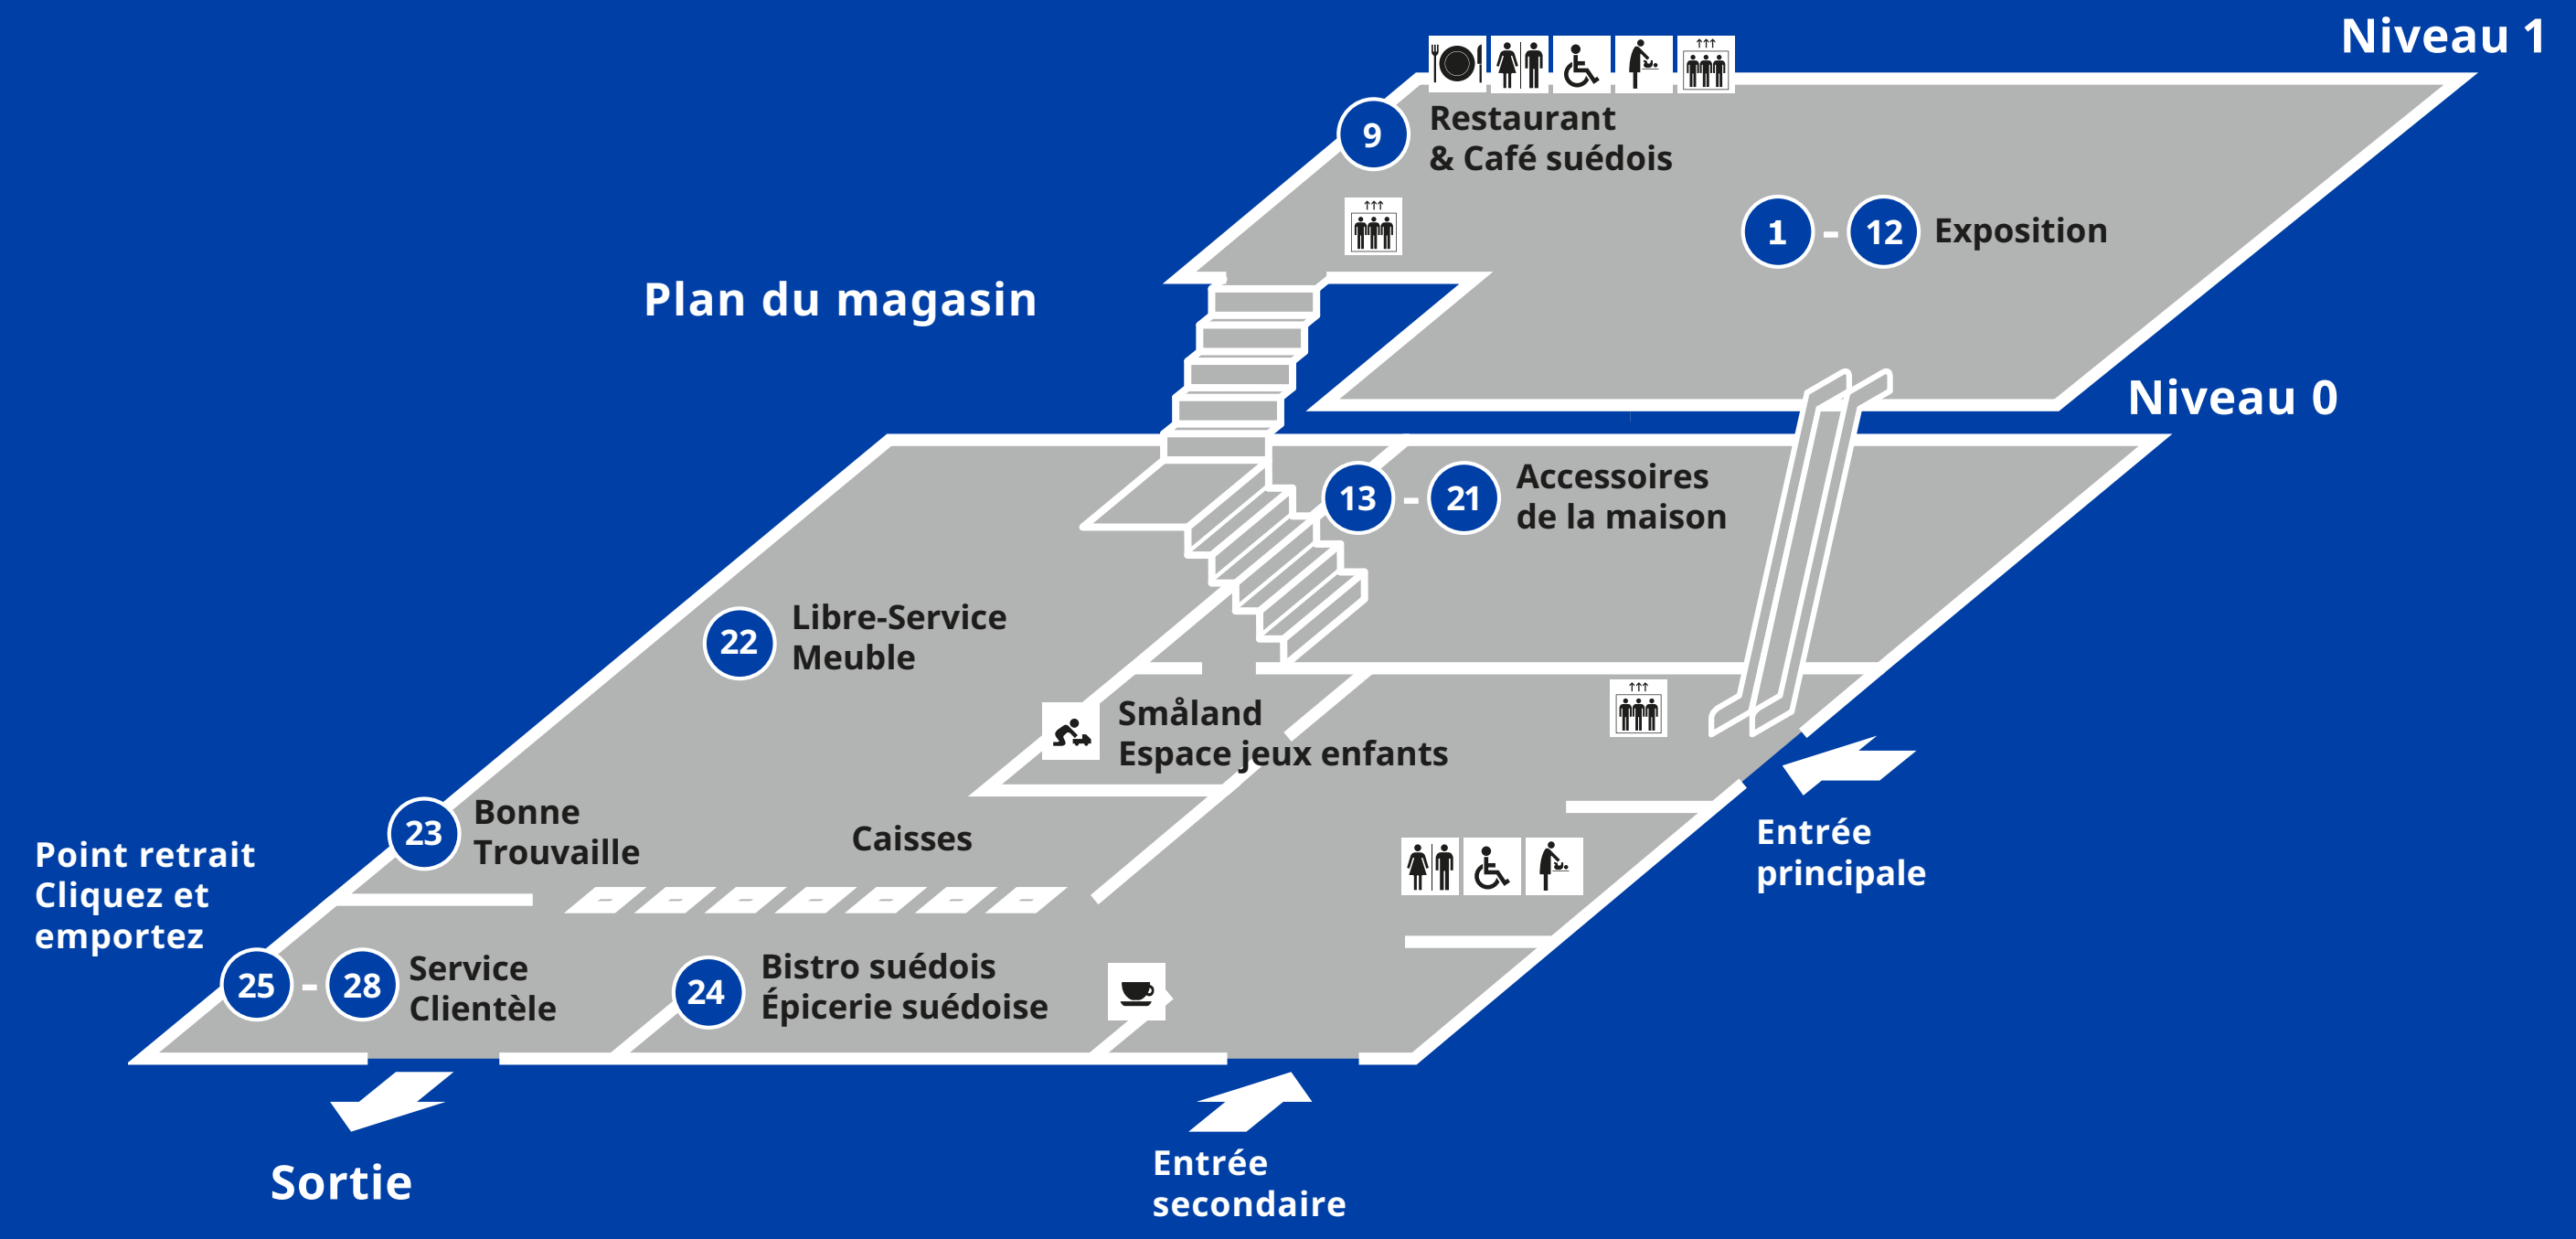 Niveau 1
9
Restaurant
& Café suédois
1 - 12 Exposition
Plan du magasin
Niveau 0
13 - 21
Accessoires
de la maison
22
Libre-Service
Meuble
Småland
Espace jeux enfants
23
Bonne
Trouvaille
Caisses
Entrée
principale
Point retrait
Cliquez et
emportez
25 - 28
Service
Clientèle
24
Bistro suédois
Épicerie suédoise
Sortie
Entrée
secondaire